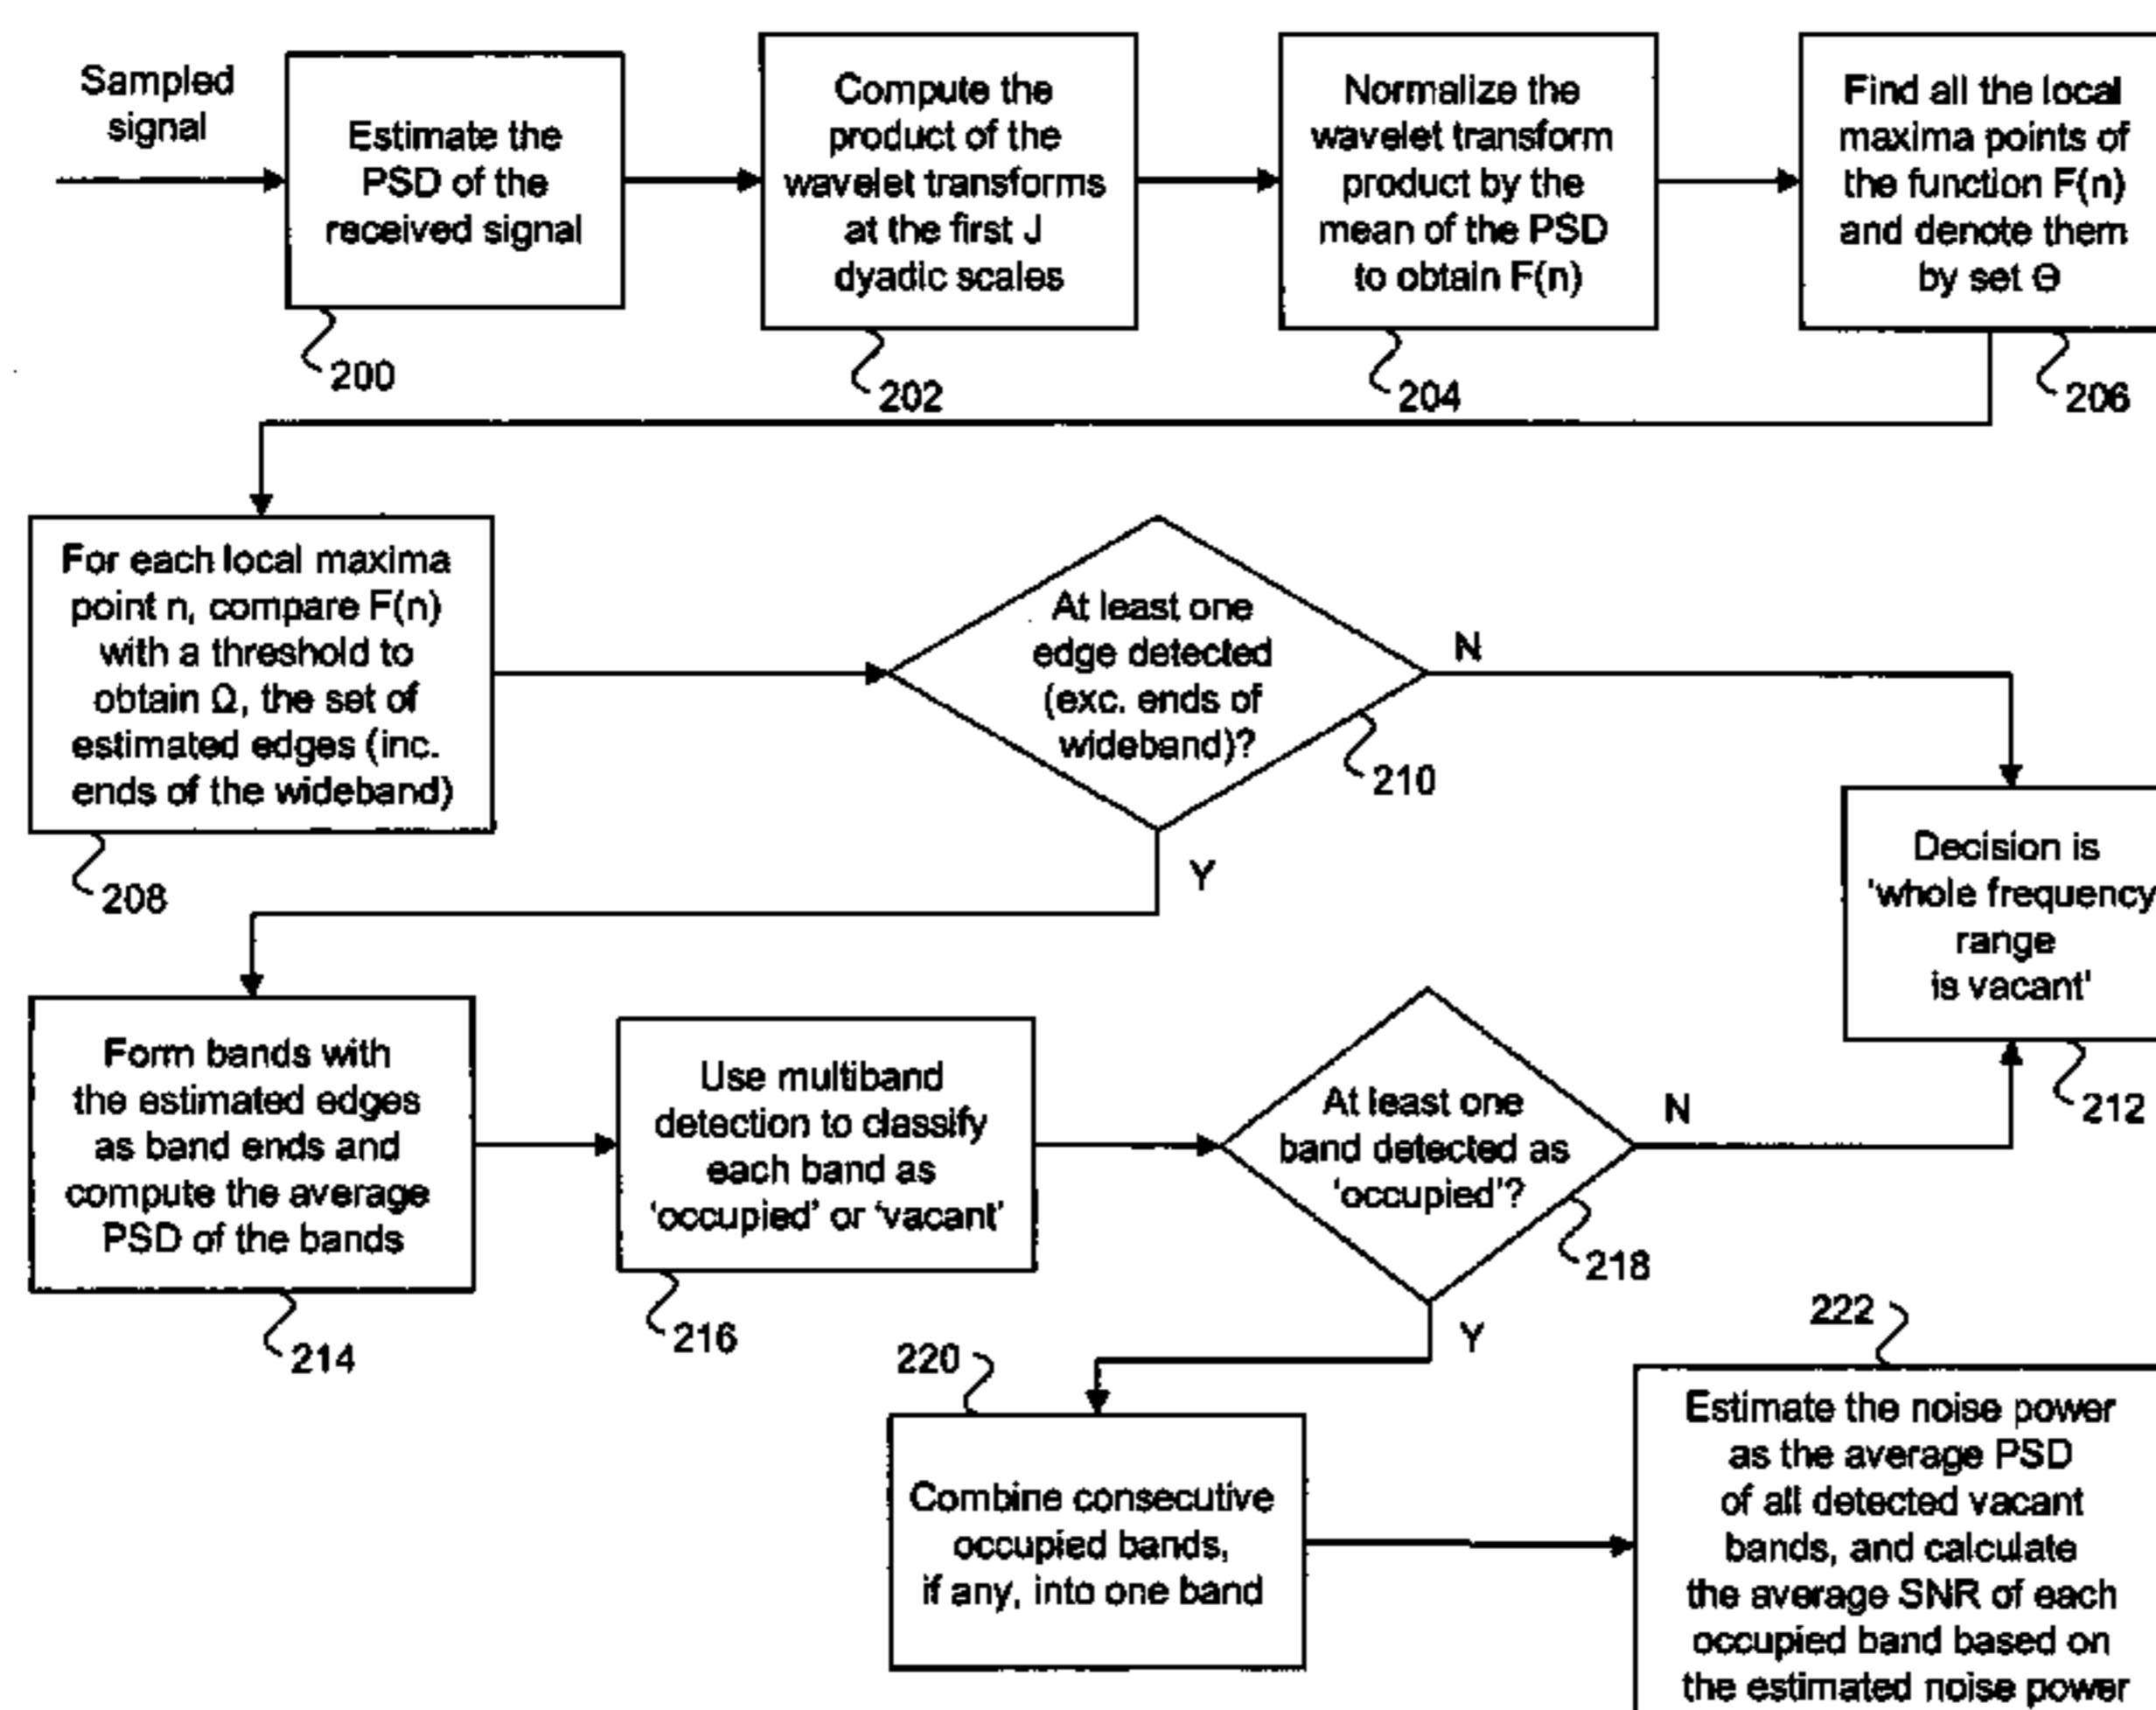 Sampled
signal
Estimate the
PSD of the
received signal
200
Compute the
product of the
wavelet transforms
at the first J
dyadic scales
202
Normalize the
wavelet transform
product by the
mean of the PSD
to obtain F(n)
204
Find all the local
maxima points of
the function F(n)
and denote them
by set Θ
206
For each local maxima
point n, compare F(n)
with a threshold to
obtain Ω, the set of
estimated edges (inc.
ends of the wideband)
208
At least one
edge detected
(exc. ends of
wideband)?
N
210
Y
Decision is
'whole frequency
range
is vacant'
212
Form bands with
the estimated edges
as band ends and
compute the average
PSD of the bands
214
Use multiband
detection to classify
each band as
'occupied' or 'vacant'
216
At least one
band detected as
'occupied'?
N
218
Y
220
Combine consecutive
occupied bands,
if any, into one band
222
Estimate the noise power
as the average PSD
of all detected vacant
bands, and calculate
the average SNR of each
occupied band based on
the estimated noise power